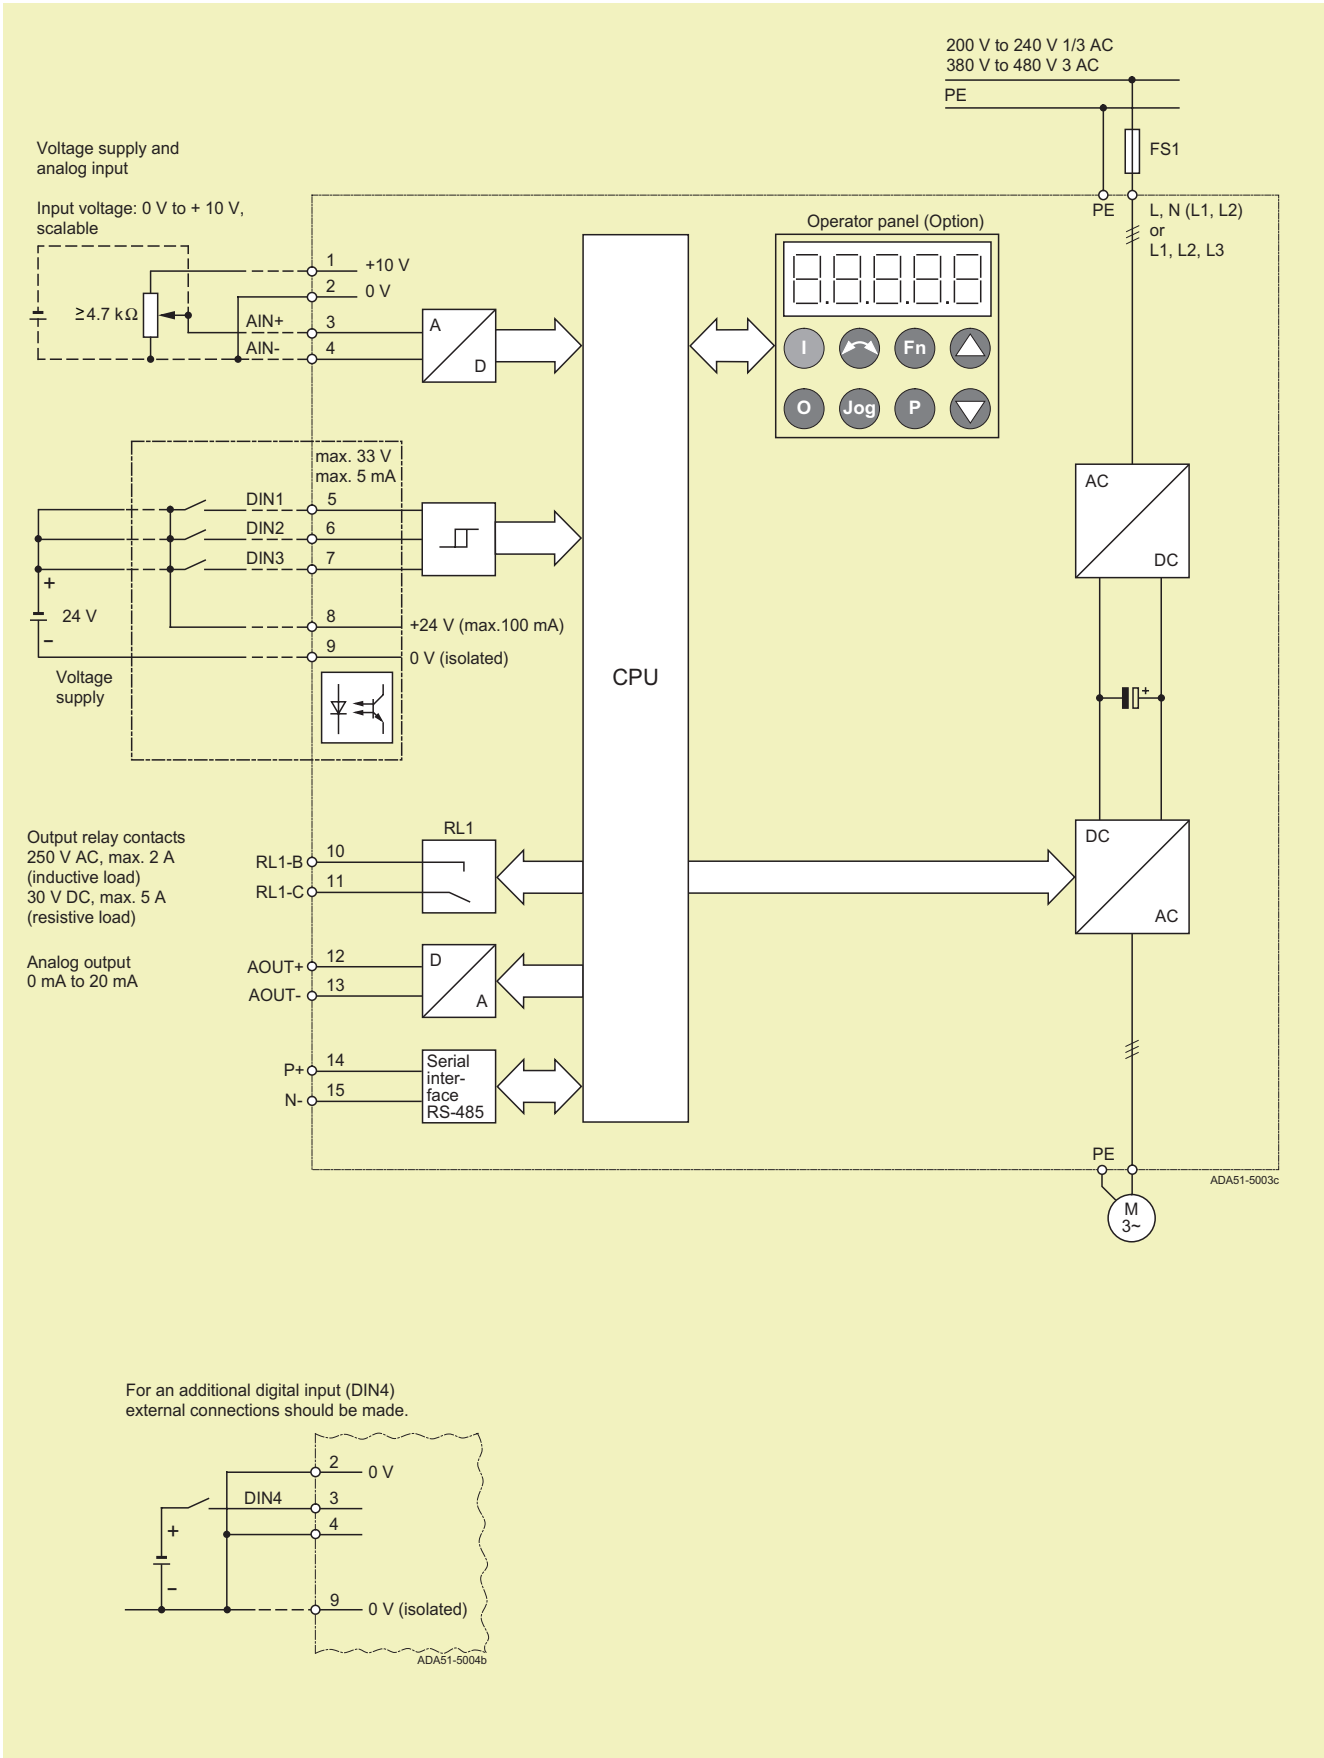 200 V to 240 V 1/3 AC
380 V to 480 V 3 AC
PE
FS1
Voltage supply and
analog input
Input voltage: 0 V to + 10 V,
scalable
PE
L, N (L1, L2)
or
L1, L2, L3
Operator panel (Option)
8.8.8.8.8
I
Fn
O
Jog
P
1
+10 V
2
0 V
≥4.7 kΩ
AIN+
3
AIN-
4
A
D
max. 33 V
max. 5 mA
DIN1
5
DIN2
6
DIN3
7
+
24 V
−
8
+24 V (max.100 mA)
9
0 V (isolated)
Voltage
supply
CPU
AC
DC
+
DC
AC
Output relay contacts
250 V AC, max. 2 A
(inductive load)
30 V DC, max. 5 A
(resistive load)
RL1
RL1-B
10
RL1-C
11
Analog output
0 mA to 20 mA
AOUT+
12
AOUT-
13
D
A
P+
14
N-
15
Serial
inter-
face
RS-485
PE
M
3~
ADA51-5003c
For an additional digital input (DIN4)
external connections should be made.
2
0 V
DIN4
3
4
+
−
9
0 V (isolated)
ADA51-5004b